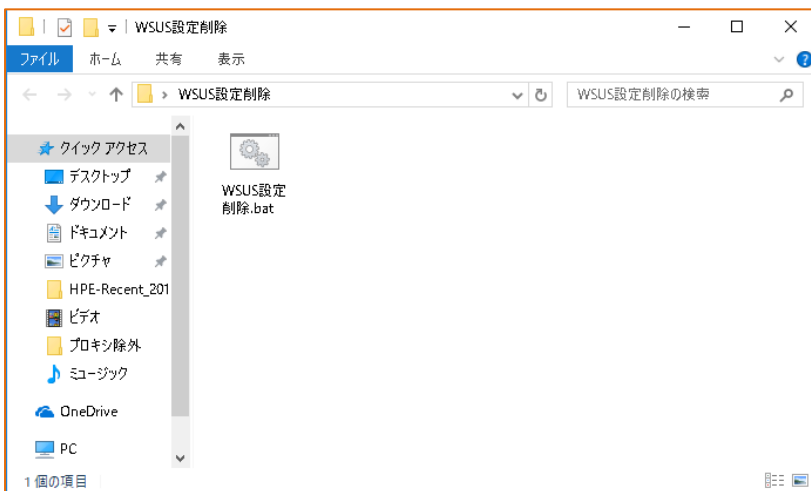 WSUS設定削除
ファイル ホーム 共有 表示
WSUS設定削除 WSUS設定削除の検索
クイック アクセス
デスクトップ
ダウンロード
ドキュメント
ピクチャ
HPE-Recent_201
ビデオ
プロキシ除外
ミュージック
OneDrive
PC
WSUS設定
削除.bat
1 個の項目